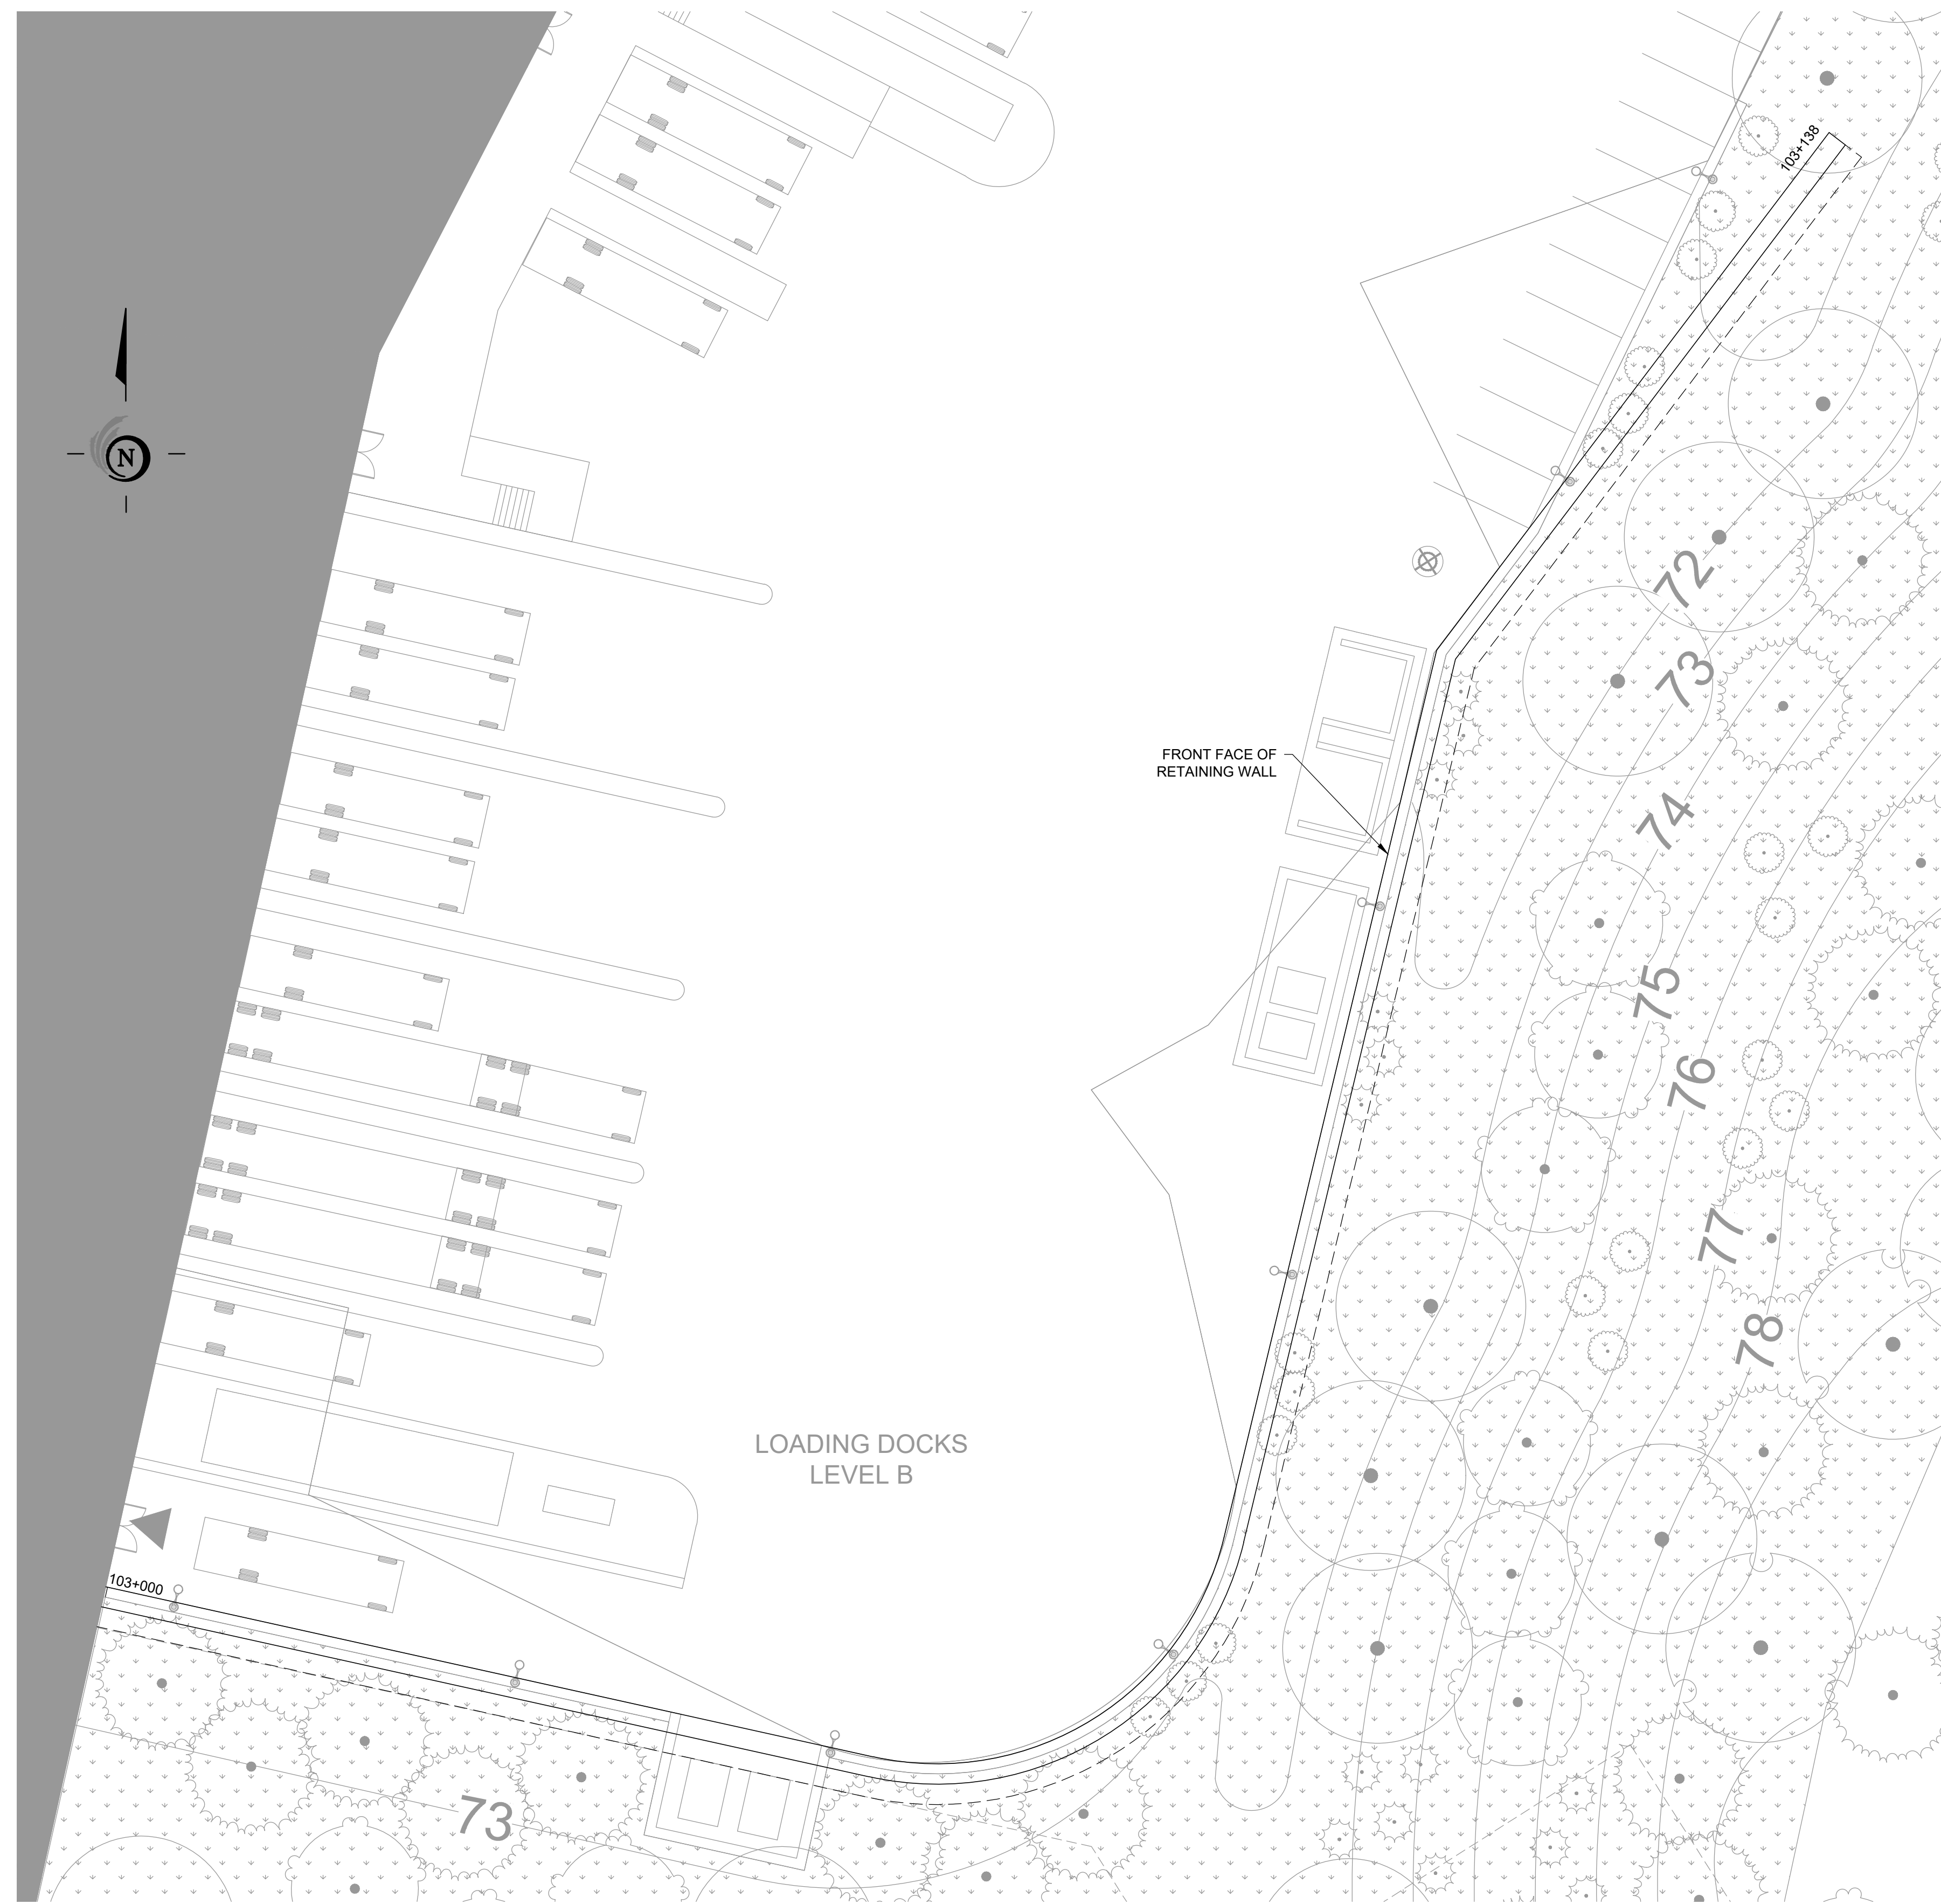 103+138
N
72
73
FRONT FACE OF
RETAINING WALL
74
75
76
77
78
LOADING DOCKS
LEVEL B
103+000
73